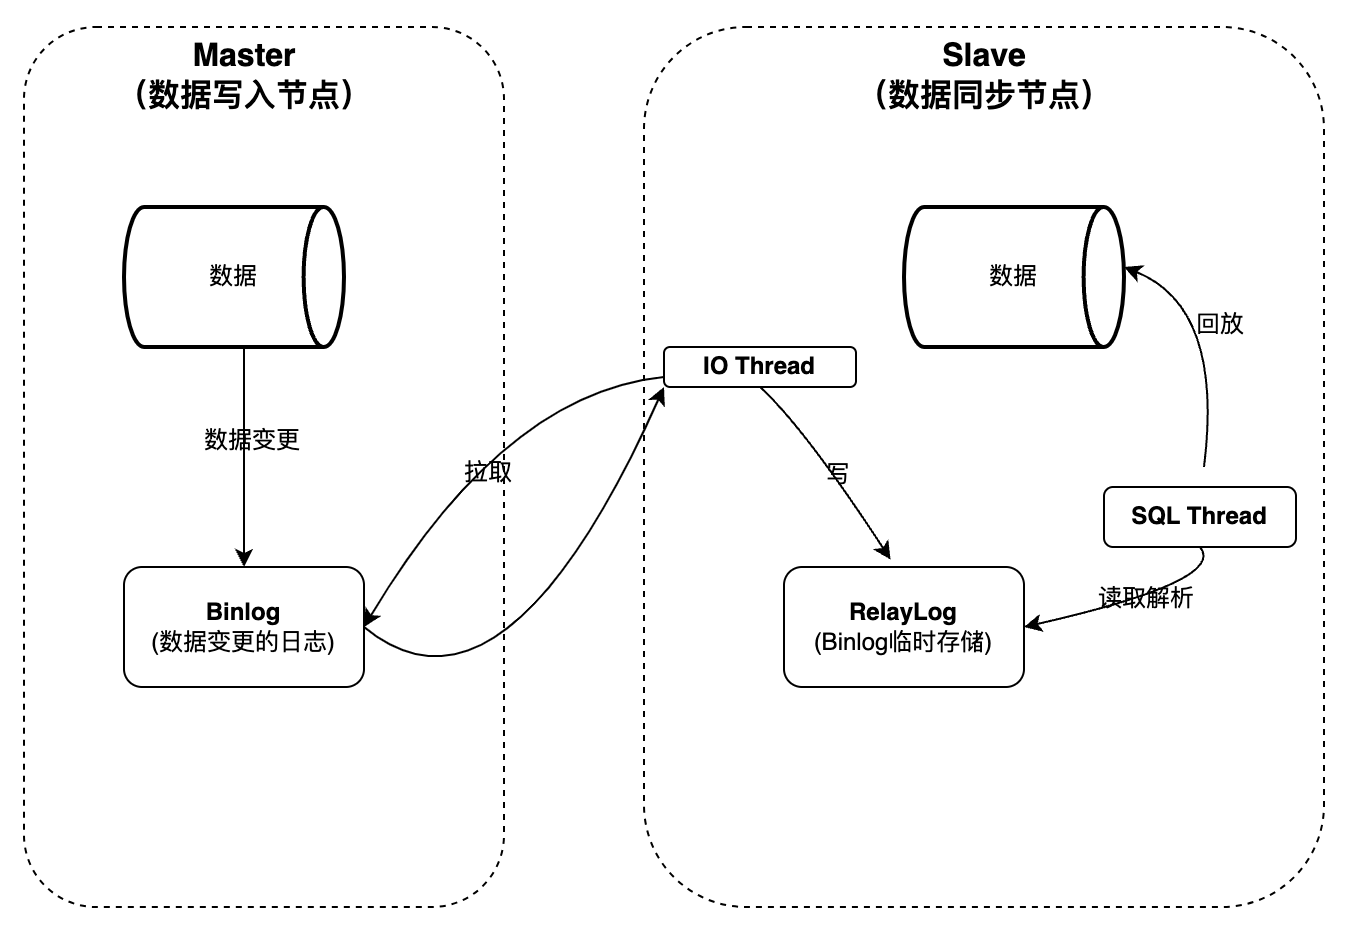 Master
（数据写入节点）
Slave
（数据同步节点）
数据
数据
回放
IO Thread
数据变更
拉取
写
SQL Thread
读取解析
Binlog
(数据变更的日志)
RelayLog
(Binlog临时存储)